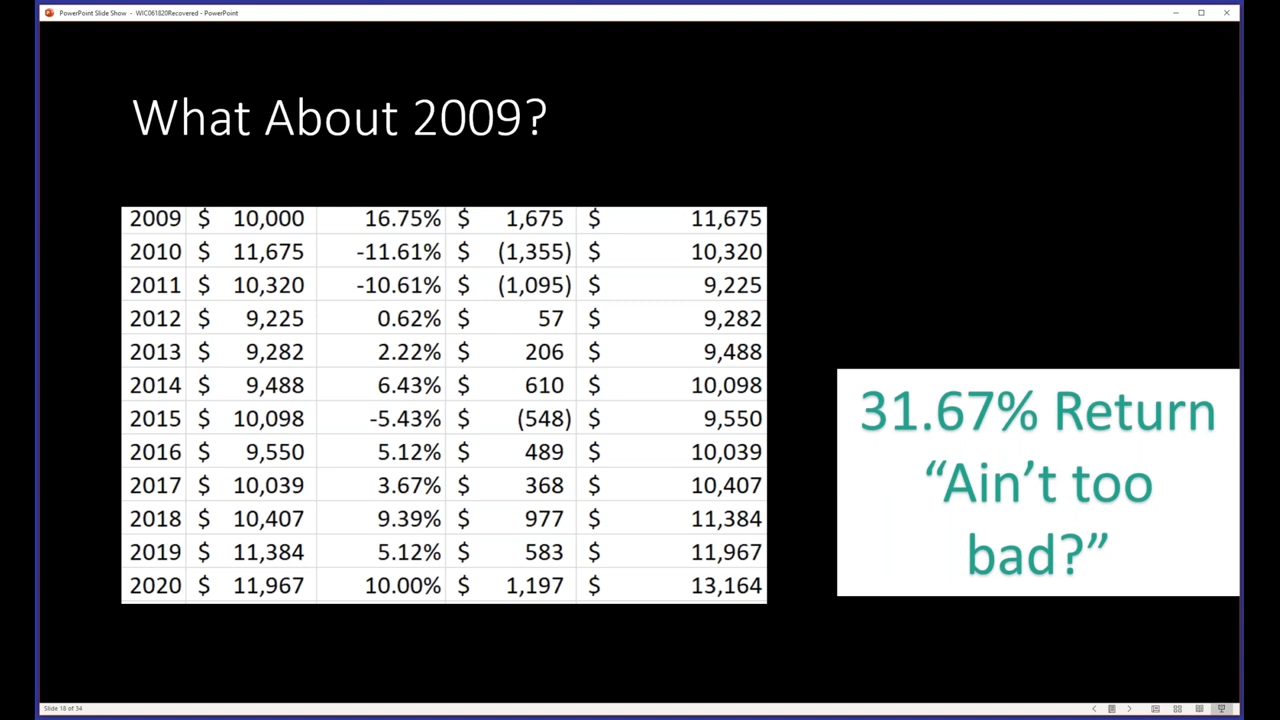 PowerPoint Slide Show - WIC061820Recovered - PowerPoint
What About 2009?
2009 $ 10,000 16.75% $ 1,675 $ 11,675
2010 $ 11,675 -11.61% $ (1,355) $ 10,320
2011 $ 10,320 -10.61% $ (1,095) $ 9,225
2012 $ 9,225 0.62% $ 57 $ 9,282
2013 $ 9,282 2.22% $ 206 $ 9,488
2014 $ 9,488 6.43% $ 610 $ 10,098
2015 $ 10,098 -5.43% $ (548) $ 9,550
2016 $ 9,550 5.12% $ 489 $ 10,039
2017 $ 10,039 3.67% $ 368 $ 10,407
2018 $ 10,407 9.39% $ 977 $ 11,384
2019 $ 11,384 5.12% $ 583 $ 11,967
2020 $ 11,967 10.00% $ 1,197 $ 13,164
31.67% Return
“Ain’t too
bad?”
Slide 18 of 34